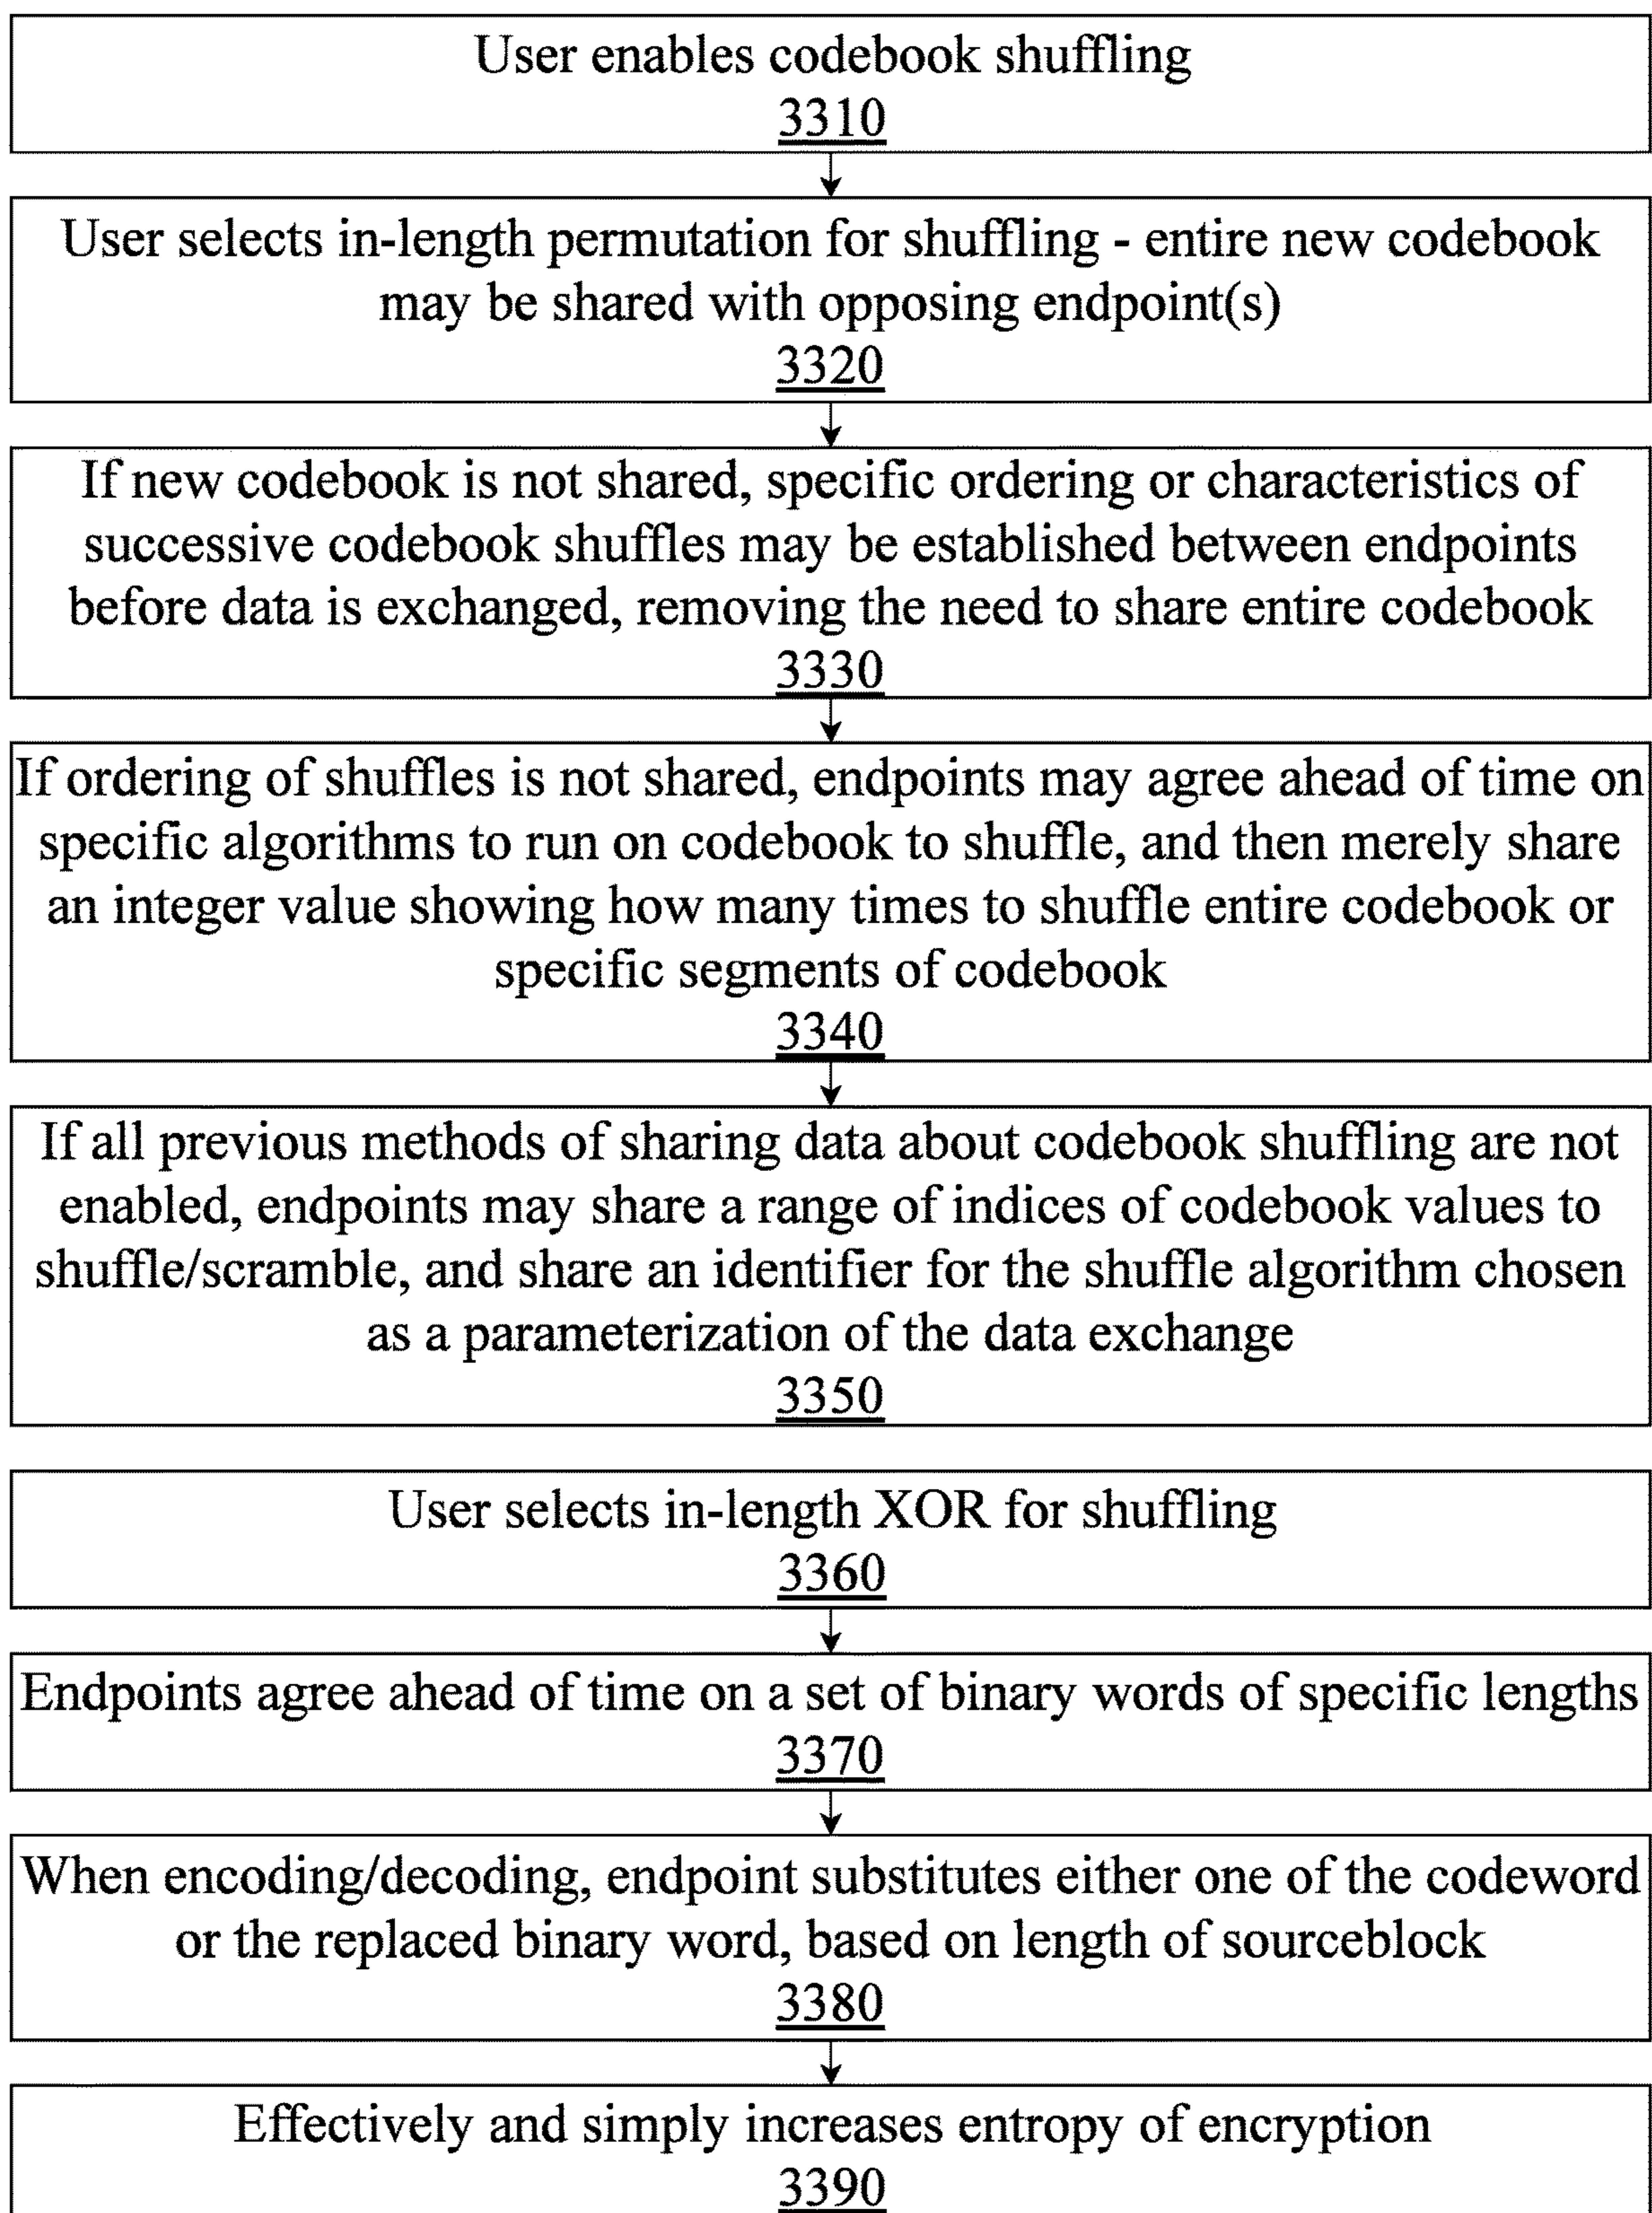 User enables codebook shuffling
3310
User selects in-length permutation for shuffling - entire new codebook
may be shared with opposing endpoint(s)
3320
If new codebook is not shared, specific ordering or characteristics of
successive codebook shuffles may be established between endpoints
before data is exchanged, removing the need to share entire codebook
3330
If ordering of shuffles is not shared, endpoints may agree ahead of time on
specific algorithms to run on codebook to shuffle, and then merely share
an integer value showing how many times to shuffle entire codebook or
specific segments of codebook
3340
If all previous methods of sharing data about codebook shuffling are not
enabled, endpoints may share a range of indices of codebook values to
shuffle/scramble, and share an identifier for the shuffle algorithm chosen
as a parameterization of the data exchange
3350
User selects in-length XOR for shuffling
3360
Endpoints agree ahead of time on a set of binary words of specific lengths
3370
When encoding/decoding, endpoint substitutes either one of the codeword
or the replaced binary word, based on length of sourceblock
3380
Effectively and simply increases entropy of encryption
3390